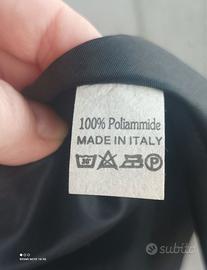 100% Poliammide
MADE IN ITALY
P
subito